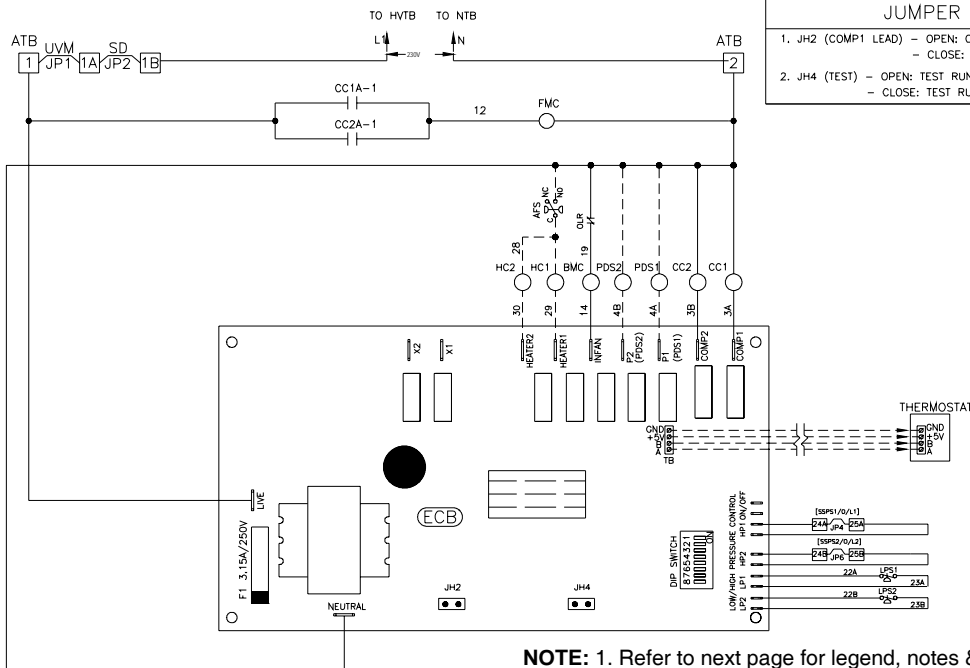 TO HVTB
TO NTB
JUMPER
1. JH2 (COMP1 LEAD) – OPEN:
– CLOSE:
2. JH4 (TEST) – OPEN: TEST RUN
– CLOSE: TEST
ATB
UVM
SD
L1
230V
N
ATB
1
JP1
1A
JP2
1B
2
CC1A-1
CC2A-1
12
FMC
AFS
NC
NO
C
OLR
28
19
HC2
HC1
BMC
PDS2
PDS1
CC2
CC1
30
29
14
4B
4A
3B
3A
X2
X1
HEATER2
HEATER1
INFAN
P2
(PDS2)
P1
(PDS1)
COMP2
COMP1
THERMOSTAT
GND
+5V
B
A
TB
GND
+5V
B
A
LIVE
ECB
F1 3.15A/250V
NEUTRAL
JH2
JH4
DIP SWITCH
87654321
ON
LOW/HIGH PRESSURE CONTROL
ON/OFF
HP1
HP2
LP1
LP2
[SSPS1/O/L1]
24A
JP4
25A
[SSPS2/O/L2]
24B
JP6
25B
22A
LPS1
23A
22B
LPS2
23B
NOTE: 1. Refer to next page for legend, notes &